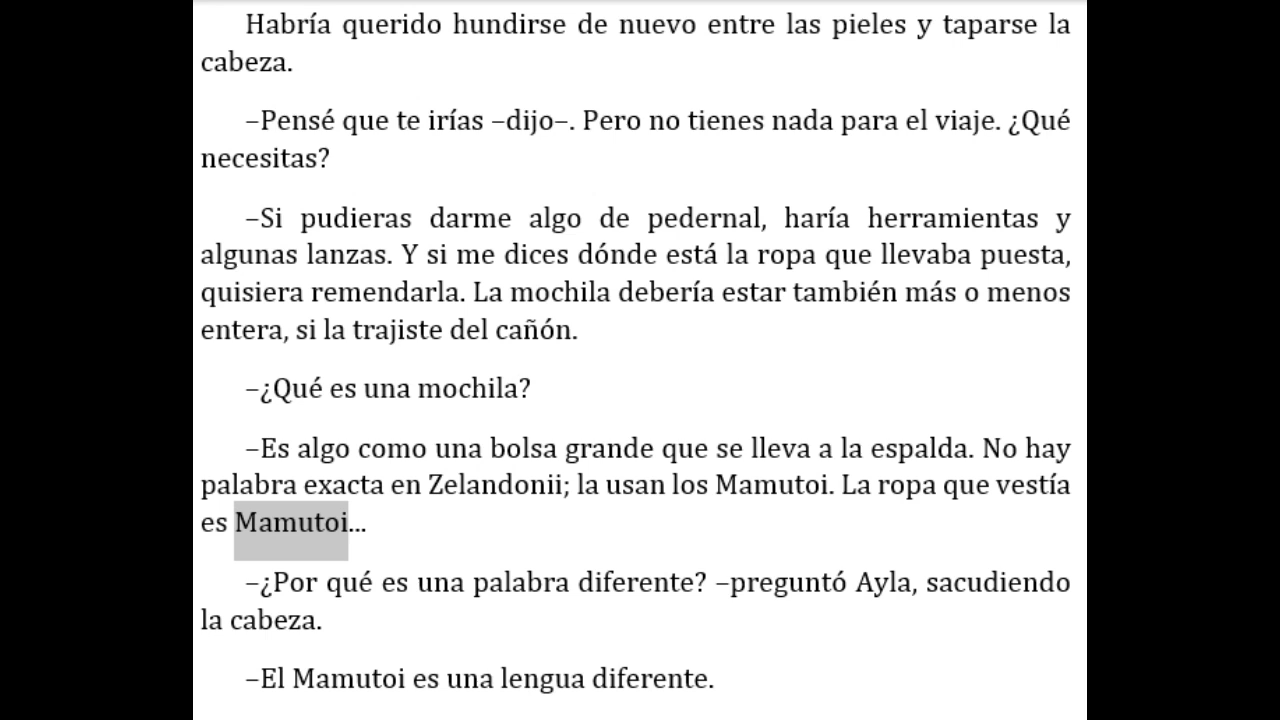 Habría querido hundirse de nuevo entre las pieles y taparse la
cabeza.
–Pensé que te irías –dijo–. Pero no tienes nada para el viaje. ¿Qué
necesitas?
–Si pudieras darme algo de pedernal, haría herramientas y
algunas lanzas. Y si me dices dónde está la ropa que llevaba puesta,
quisiera remendarla. La mochila debería estar también más o menos
entera, si la trajiste del cañón.
–¿Qué es una mochila?
–Es algo como una bolsa grande que se lleva a la espalda. No hay
palabra exacta en Zelandonii; la usan los Mamutoi. La ropa que vestía
es Mamutoi...
–¿Por qué es una palabra diferente? –preguntó Ayla, sacudiendo
la cabeza.
–El Mamutoi es una lengua diferente.